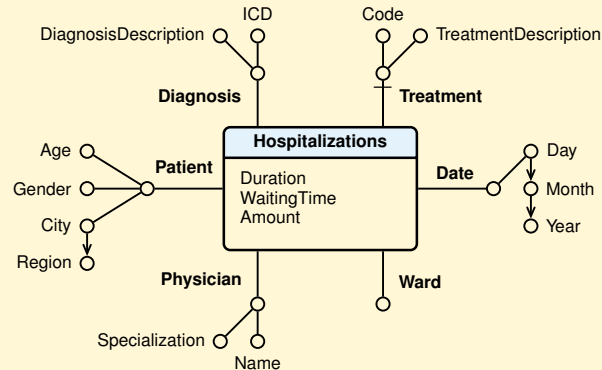 ICD
Code
DiagnosisDescription
TreatmentDescription
Diagnosis
Treatment
Hospitalizations
Age
Patient
Gender
City
Region
Duration
WaitingTime
Amount
Date
Day
Month
Year
Physician
Ward
Specialization
Name